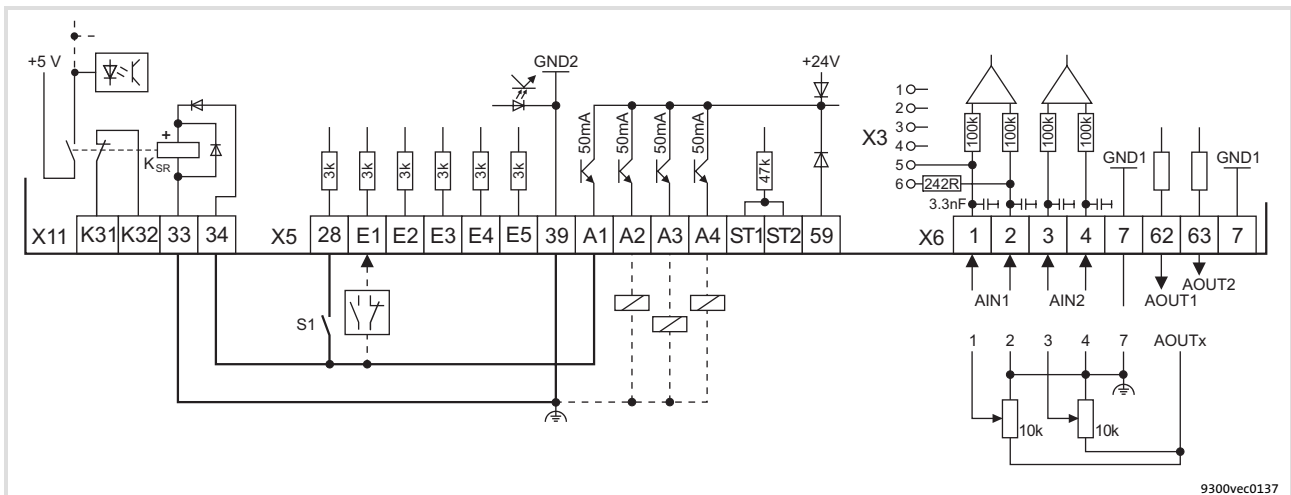 +5 V
+
K SR
GND2
+24V
3k
3k
3k
3k
3k
3k
50mA
50mA
50mA
50mA
47k
X3
1
2
3
4
5
6
242R
100k
100k
100k
100k
3.3nF
GND1
GND1
X11 K31 K32 33 34
X5 28 E1 E2 E3 E4 E5 39 A1 A2 A3 A4 ST1 ST2 59
X6 1 2 3 4 7 62 63 7
S1
AIN1 AIN2 AOUT1 AOUT2
1 2 3 4 7 AOUTx
10k 10k
9300vec0137